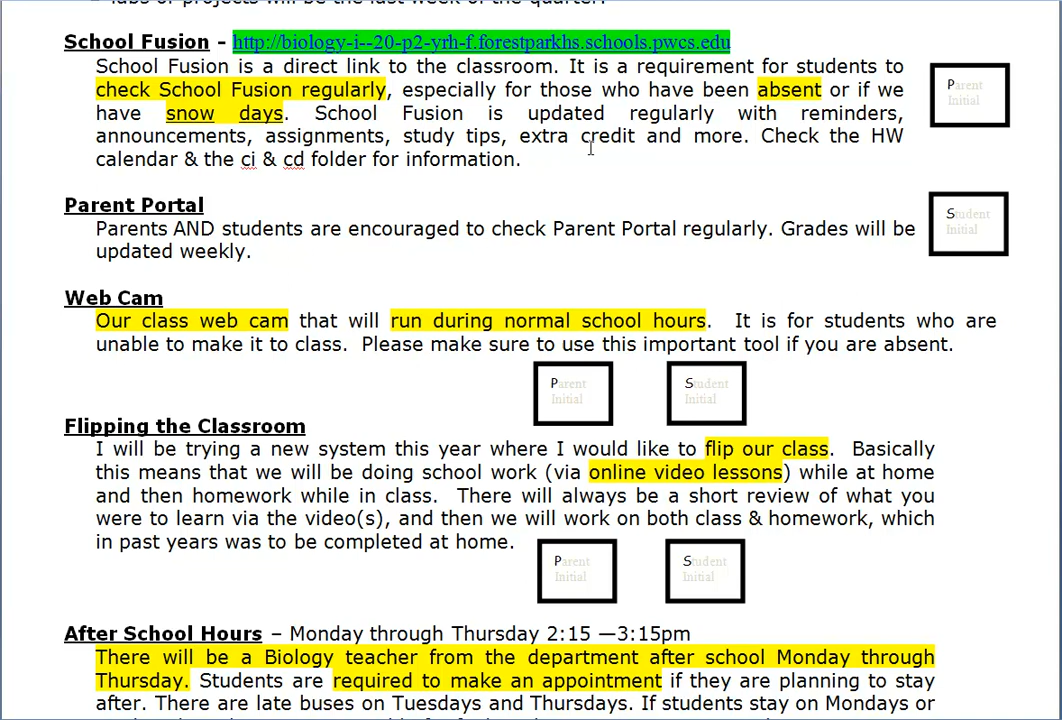 labs or projects will be the last week of the quarter.
School Fusion - http://biology-i--20-p2-yrh-f.forestparkhs.schools.pwcs.edu
School Fusion is a direct link to the classroom. It is a requirement for students to
check School Fusion regularly, especially for those who have been absent or if we
have snow days. School Fusion is updated regularly with reminders,
announcements, assignments, study tips, extra credit and more. Check the HW
calendar & the ci & cd folder for information.
Parent
Initial
Parent Portal
Parents AND students are encouraged to check Parent Portal regularly. Grades will be
updated weekly.
Student
Initial
Web Cam
Our class web cam that will run during normal school hours. It is for students who are
unable to make it to class. Please make sure to use this important tool if you are absent.
Parent
Initial
Student
Initial
Flipping the Classroom
I will be trying a new system this year where I would like to flip our class. Basically
this means that we will be doing school work (via online video lessons) while at home
and then homework while in class. There will always be a short review of what you
were to learn via the video(s), and then we will work on both class & homework, which
in past years was to be completed at home.
Parent
Initial
Student
Initial
After School Hours – Monday through Thursday 2:15 —3:15pm
There will be a Biology teacher from the department after school Monday through
Thursday. Students are required to make an appointment if they are planning to stay
after. There are late buses on Tuesdays and Thursdays. If students stay on Mondays or